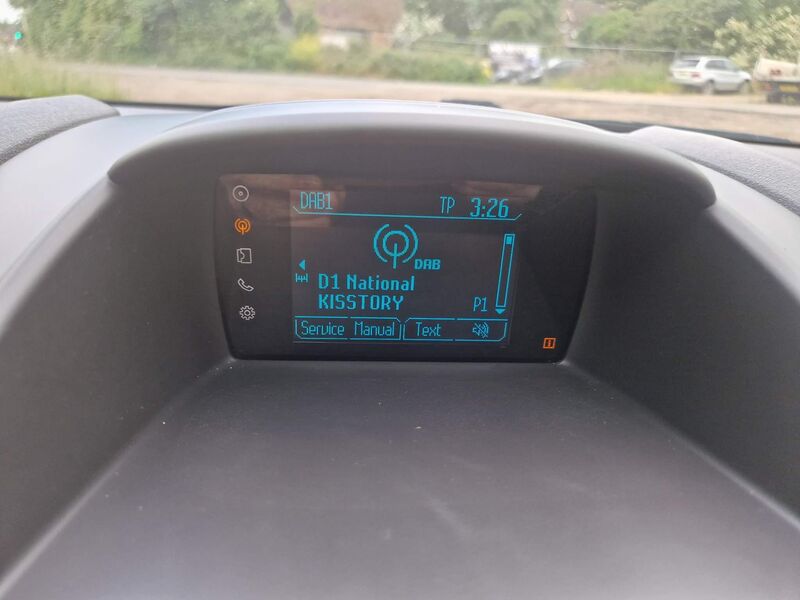 DAB1 TP 3:26
DAB
D1 National
KISSTORY P1
Service Manual Text